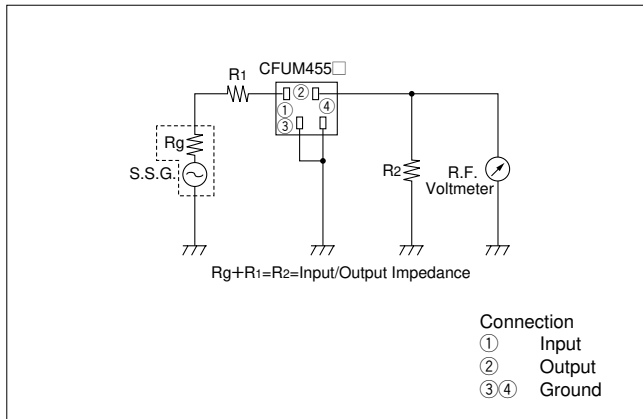 CFUM455□
R1
② 
① ④
③
Rg
S.S.G.
R2
R.F.
Voltmeter
Rg+R1=R2=Input/Output Impedance
Connection
① Input
② Output
③④ Ground